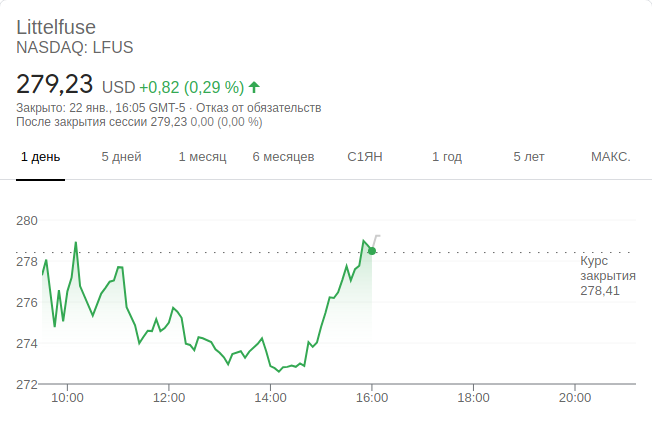 Littelfuse
NASDAQ: LFUS
279,23 USD +0,82 (0,29 %)
Закрыто: 22 янв., 16:05 GMT-5 · Отказ от обязательств
После закрытия сессии 279,23 0,00 (0,00 %)
1 день 5 дней 1 месяц 6 месяцев С1ЯН 1 год 5 лет МАКС.
280
278
276
274
272
Курс
закрытия
278,41
10:00 12:00 14:00 16:00 18:00 20:00